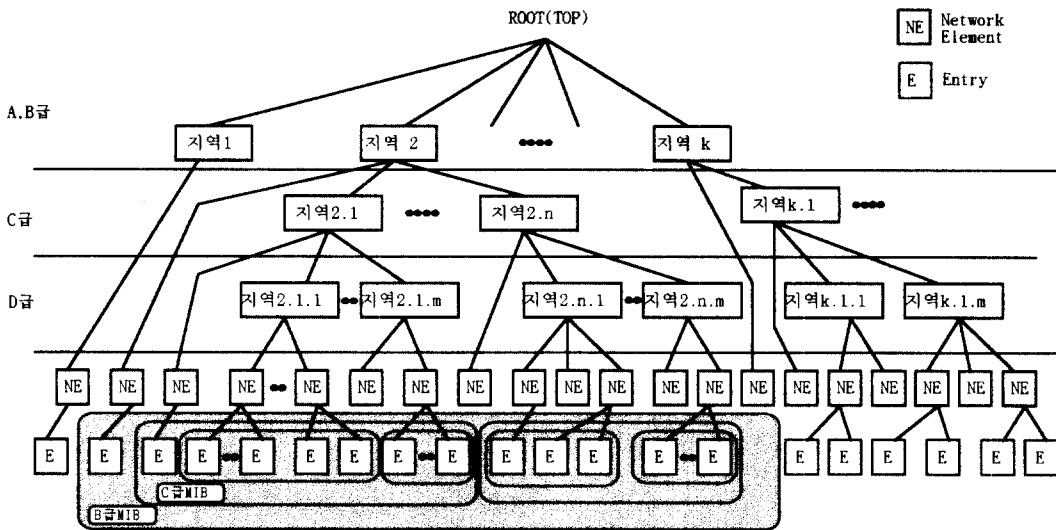 ROOT(TOP)
NE Network Element
E Entry
A.B급
지역1 지역 2 지역 k
C급
지역2.1 지역2.n 지역k.1
D급
지역2.1.1 지역2.1.m 지역2.n.1 지역2.n.m 지역k.1.1 지역k.1.m
NE NE NE NE NE NE NE NE NE NE NE NE NE NE NE NE NE NE NE NE
E E E E E E E E E E E E E E E E E E E E
C급MIB
B급MIB